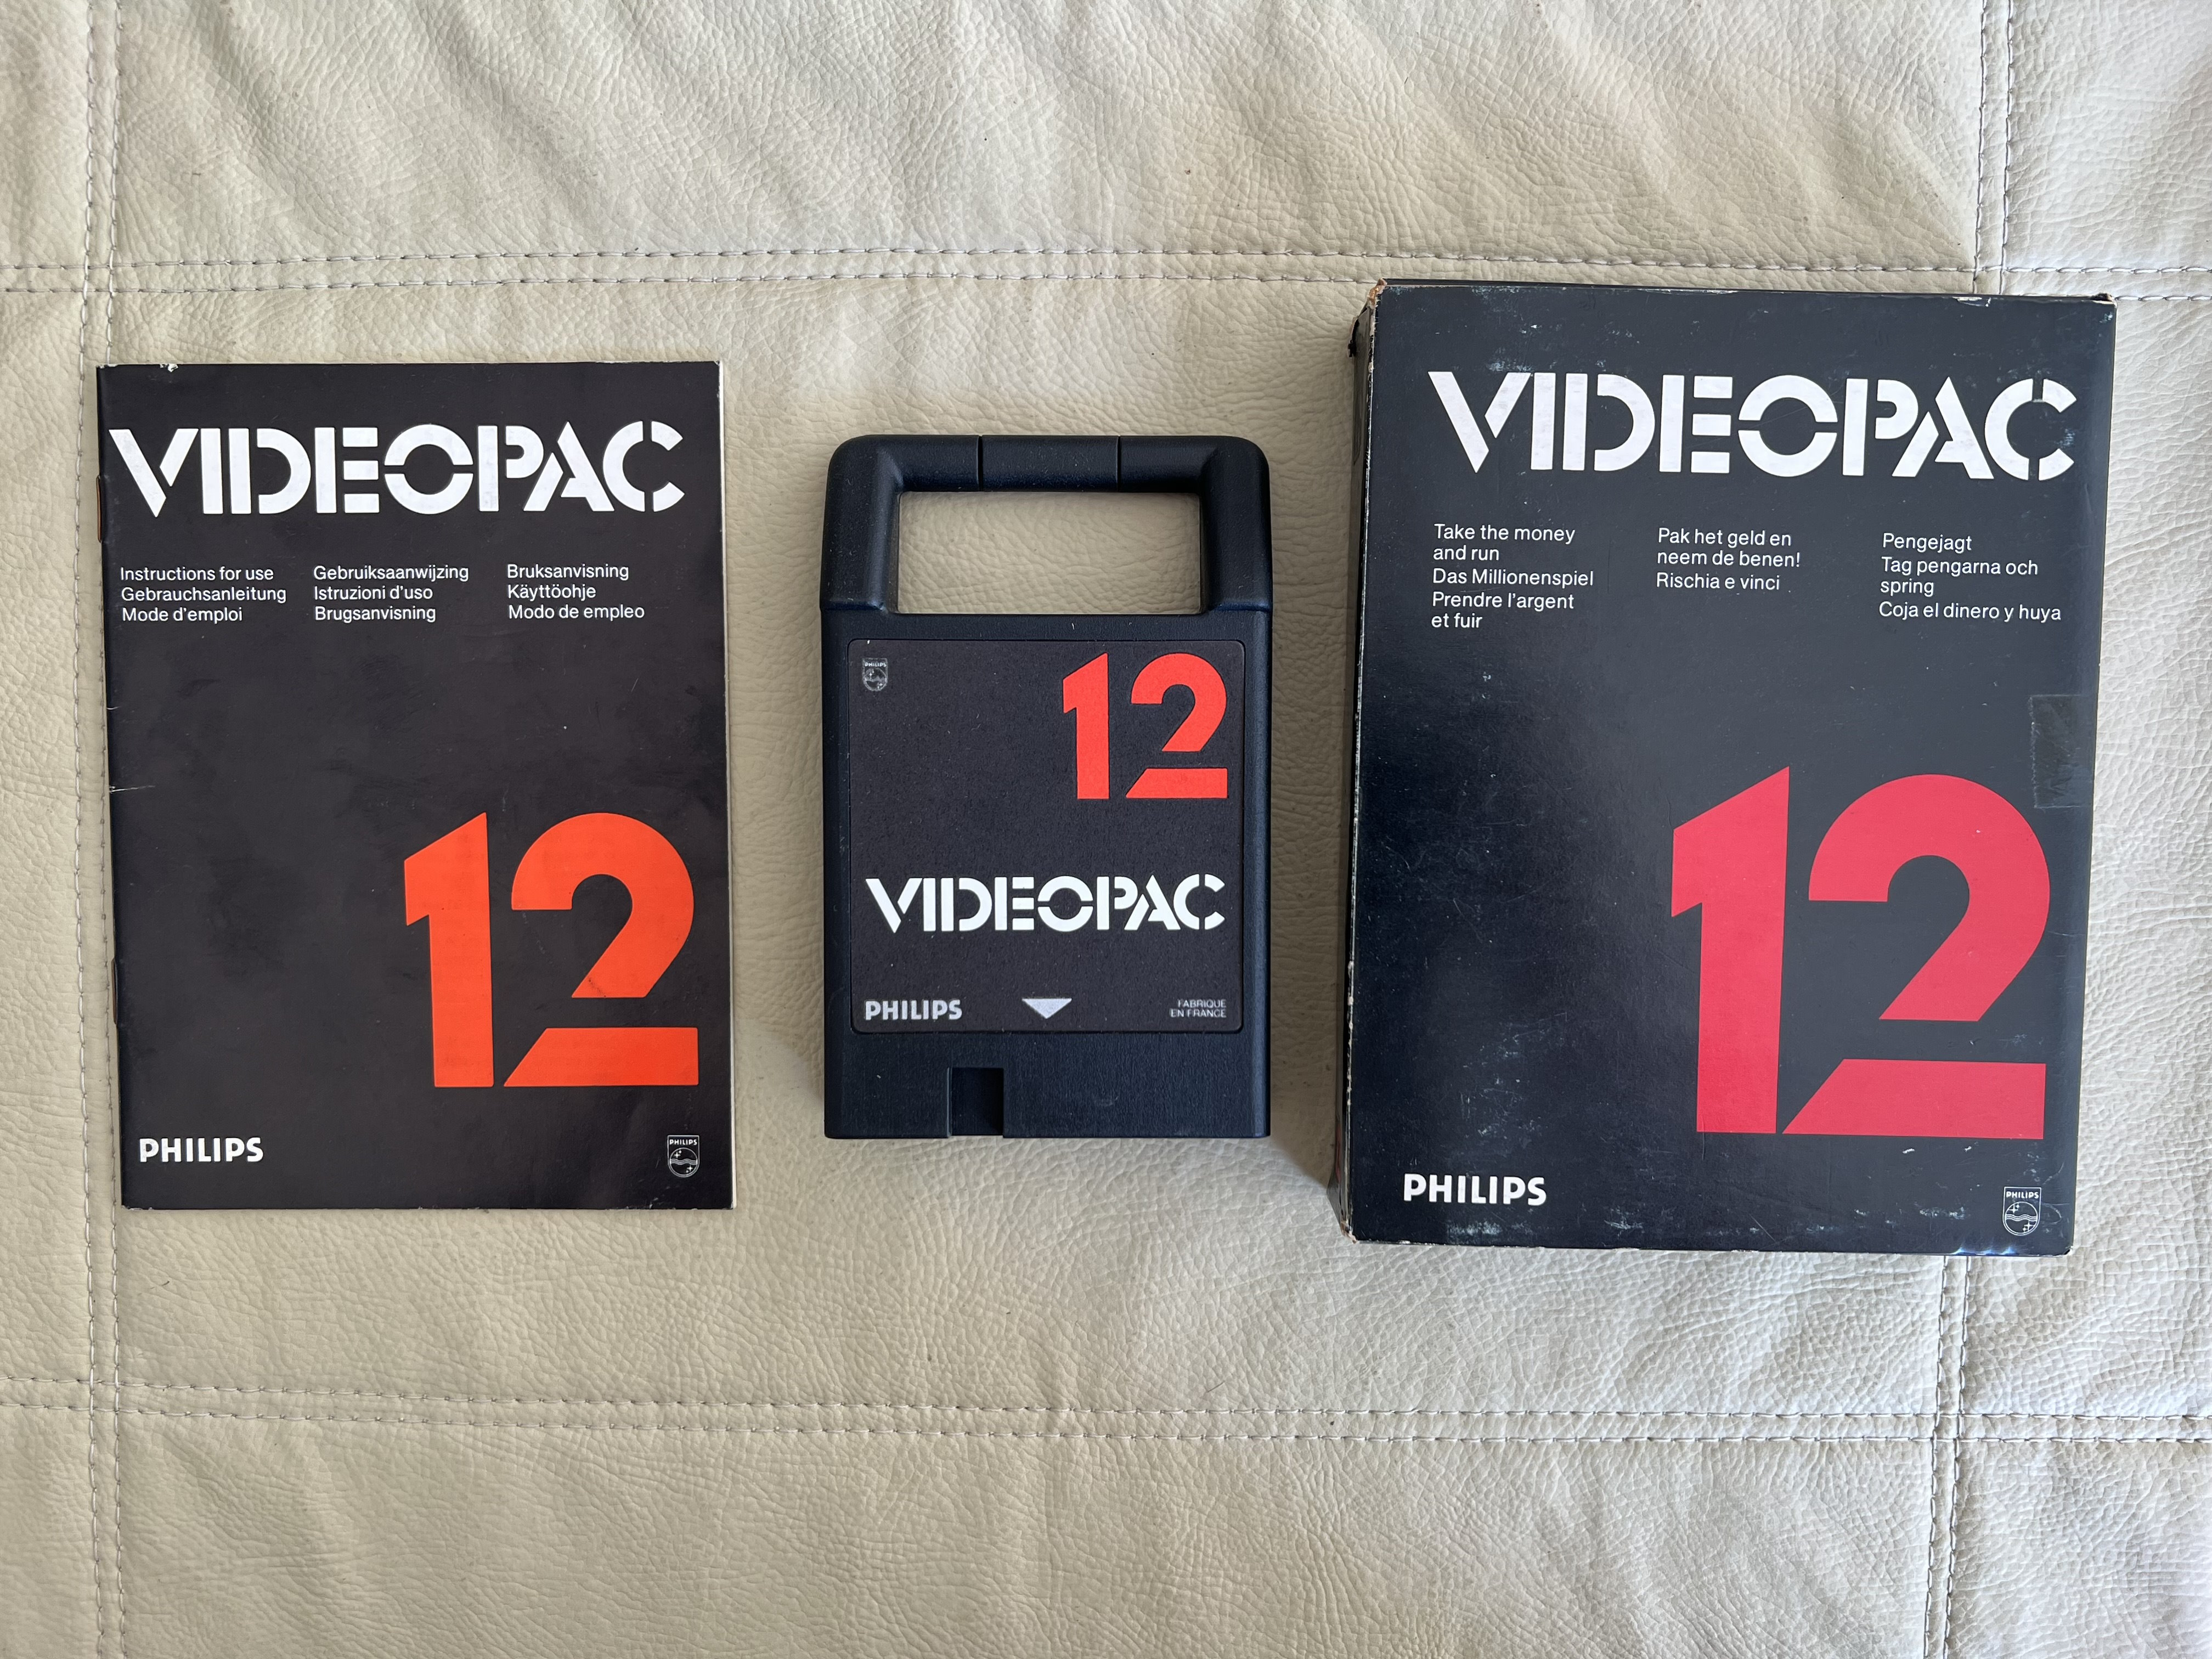 VIDEOPAC
Instructions for use
Gebrauchsanleitung
Mode d'emploi
Gebruiksaanwijzing
Istruzioni d'uso
Brugsanvisning
Bruksanvisning
Käyttöohje
Modo de empleo
12
PHILIPS
PHILIPS
PHILIPS
12
VIDEOPAC
PHILIPS
FABRIQUE
EN FRANCE
VIDEOPAC
Take the money
and run
Das Millionenspiel
Prendre l'argent
et fuir
Pak het geld en
neem de benen!
Rischia e vinci
Pengejagt
Tag pengarna och
spring
Coja el dinero y huya
12
PHILIPS
PHILIPS